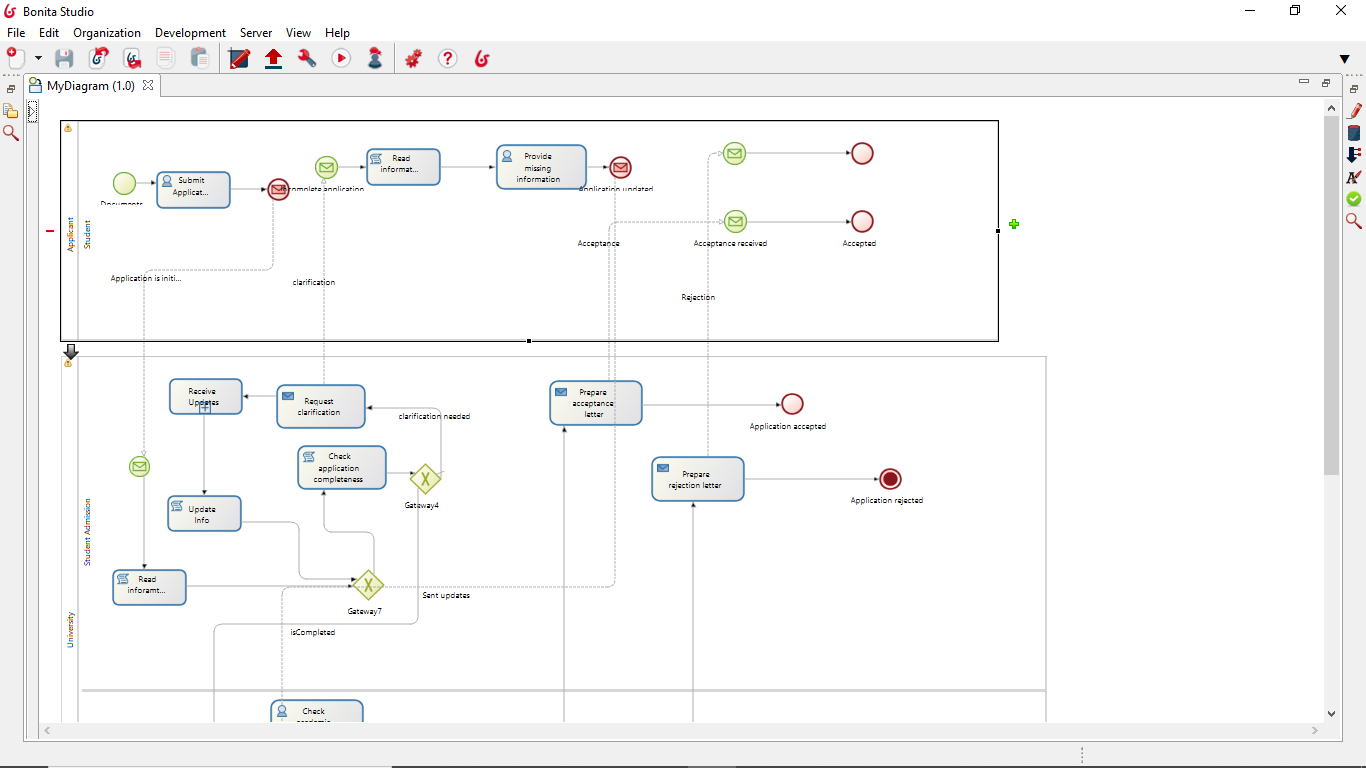 Bonita Studio
File Edit Organization Development Server View Help
MyDiagram (1.0)
Applicant
Student
Documents
Submit
Applicat...
Incomplete application
Read
informat...
Provide
missing
information
Application updated
Acceptance
Acceptance received
Accepted
Application is initi...
clarification
Rejection
University
Student Admission
Receive
Updates
Request
clarification
clarification needed
Prepare
acceptance
letter
Application accepted
Check
application
completeness
Gateway4
Prepare
rejection letter
Application rejected
Update
Info
Read
inforamt...
Gateway7
Sent updates
isCompleted
Check